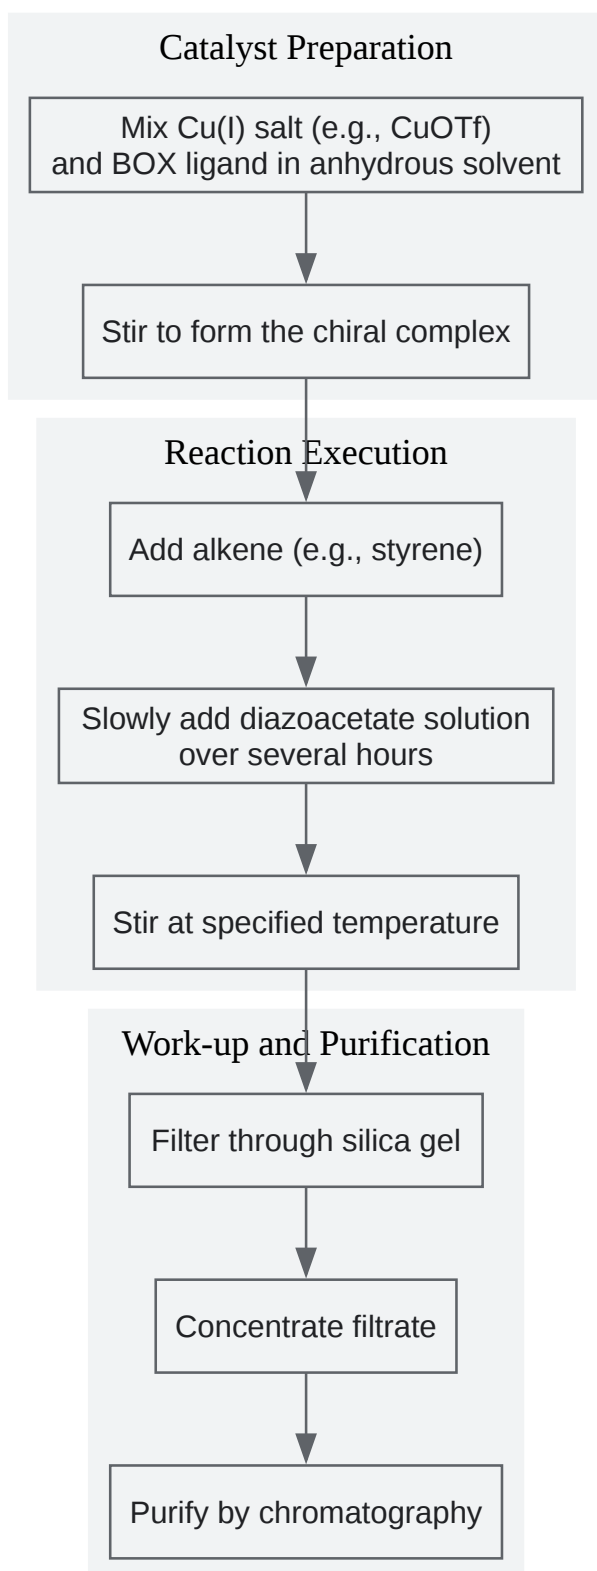 Catalyst Preparation
Mix Cu(I) salt (e.g., CuOTf)
and BOX ligand in anhydrous solvent
Stir to form the chiral complex
Reaction Execution
Add alkene (e.g., styrene)
Slowly add diazoacetate solution
over several hours
Stir at specified temperature
Work-up and Purification
Filter through silica gel
Concentrate filtrate
Purify by chromatography